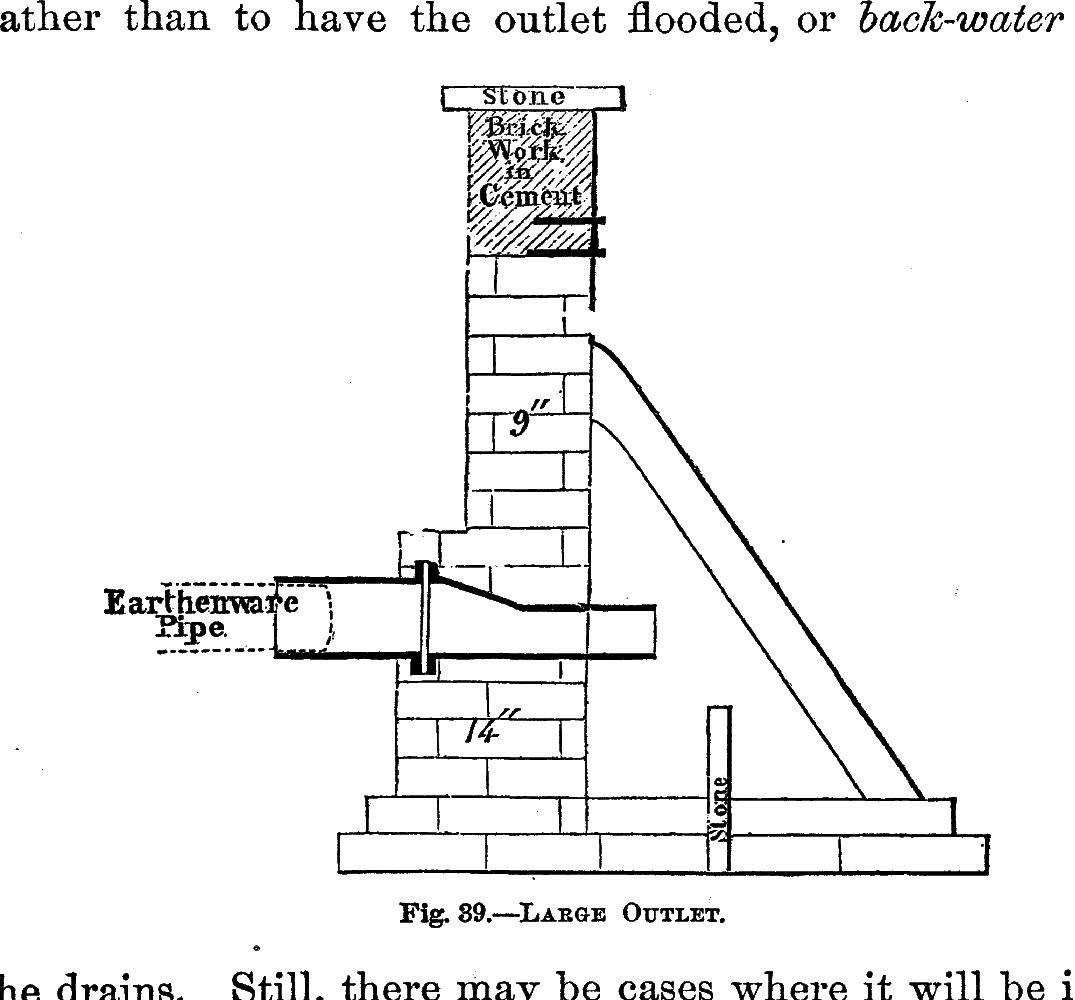 ather than to have the outlet flooded, or back-water
Stone
Brick
Work
in
Cement
9"
Earthenware
Pipe
14"
Stone
Fig. 39.—LARGE OUTLET.
he drains. Still, there may be cases where it will be i